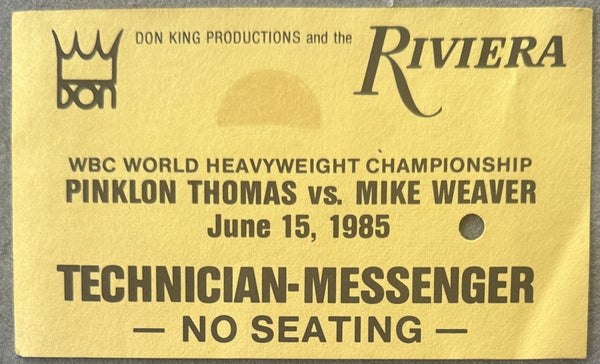 DON
DON KING PRODUCTIONS and the
RIVIERA
WBC WORLD HEAVYWEIGHT CHAMPIONSHIP
PINKLON THOMAS vs. MIKE WEAVER
June 15, 1985
TECHNICIAN-MESSENGER
— NO SEATING —